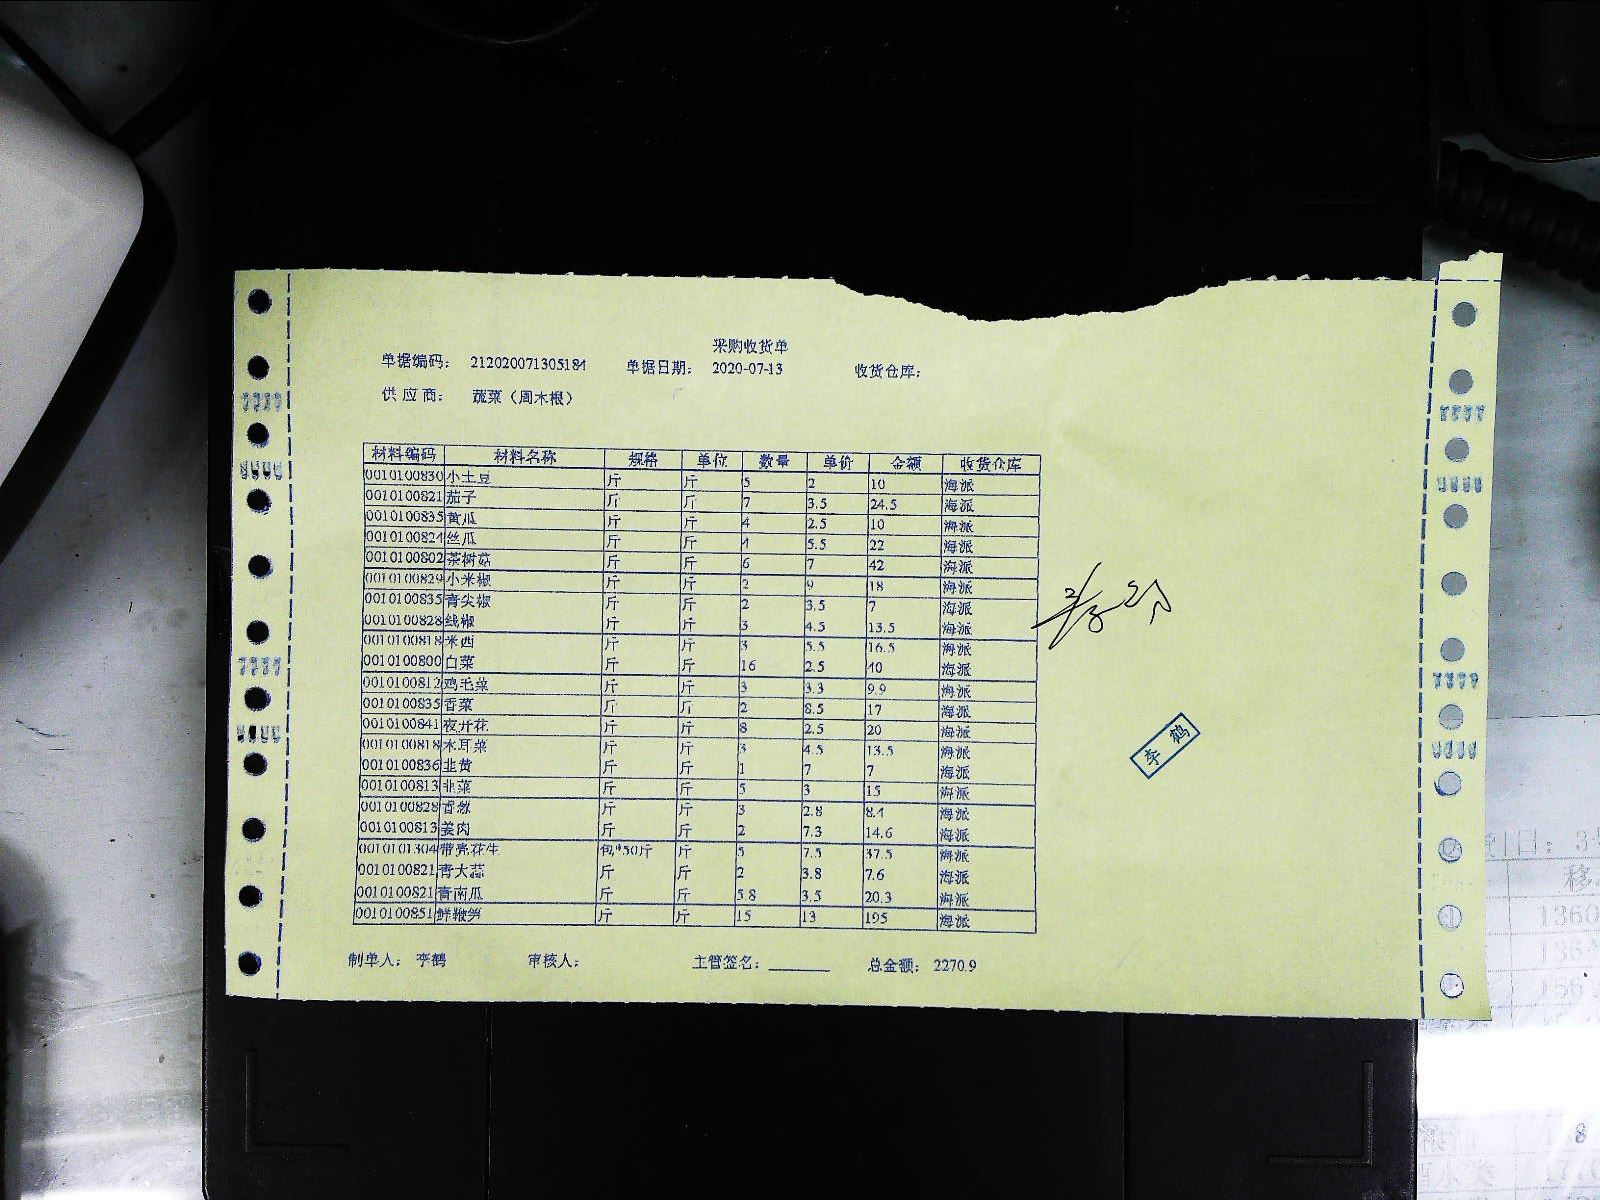 采购收货单
单据编码： 212020071305184 单据日期： 2020-07-13 收货仓库：
供应商： 蔬菜（周木根）
材料编码 材料名称 规格 单位 数量 单价 金额 收货仓库
0010100830 小土豆 斤 斤 5 2 10 海派
0010100821 茄子 斤 斤 7 3.5 24.5 海派
0010100835 黄瓜 斤 斤 4 2.5 10 海派
0010100824 丝瓜 斤 斤 4 5.5 22 海派
0010100802 茶树菇 斤 斤 6 7 42 海派
0010100829 小米椒 斤 斤 2 9 18 海派
0010100835 青尖椒 斤 斤 2 3.5 7 海派
0010100828 线椒 斤 斤 3 4.5 13.5 海派
0010100818 米西 斤 斤 3 5.5 16.5 海派
0010100800 白菜 斤 斤 16 2.5 40 海派
0010100812 鸡毛菜 斤 斤 3 3.3 9.9 海派
0010100835 香菜 斤 斤 2 8.5 17 海派
0010100841 夜开花 斤 斤 8 2.5 20 海派
0010100818 木耳菜 斤 斤 3 4.5 13.5 海派
0010100836 韭黄 斤 斤 1 7 7 海派
0010100813 韭菜 斤 斤 5 3 15 海派
0010100828 香葱 斤 斤 3 2.8 8.4 海派
0010100813 姜肉 斤 斤 2 7.3 14.6 海派
0010101304 带壳花生 包*50斤 斤 5 7.5 37.5 海派
0010100821 青大蒜 斤 斤 2 3.8 7.6 海派
0010100821 青南瓜 斤 斤 5.8 3.5 20.3 海派
0010100851 鲜鞭笋 斤 斤 15 13 195 海派
李鹤
制单人： 李鹤 审核人： 主管签名： 总金额： 2270.9